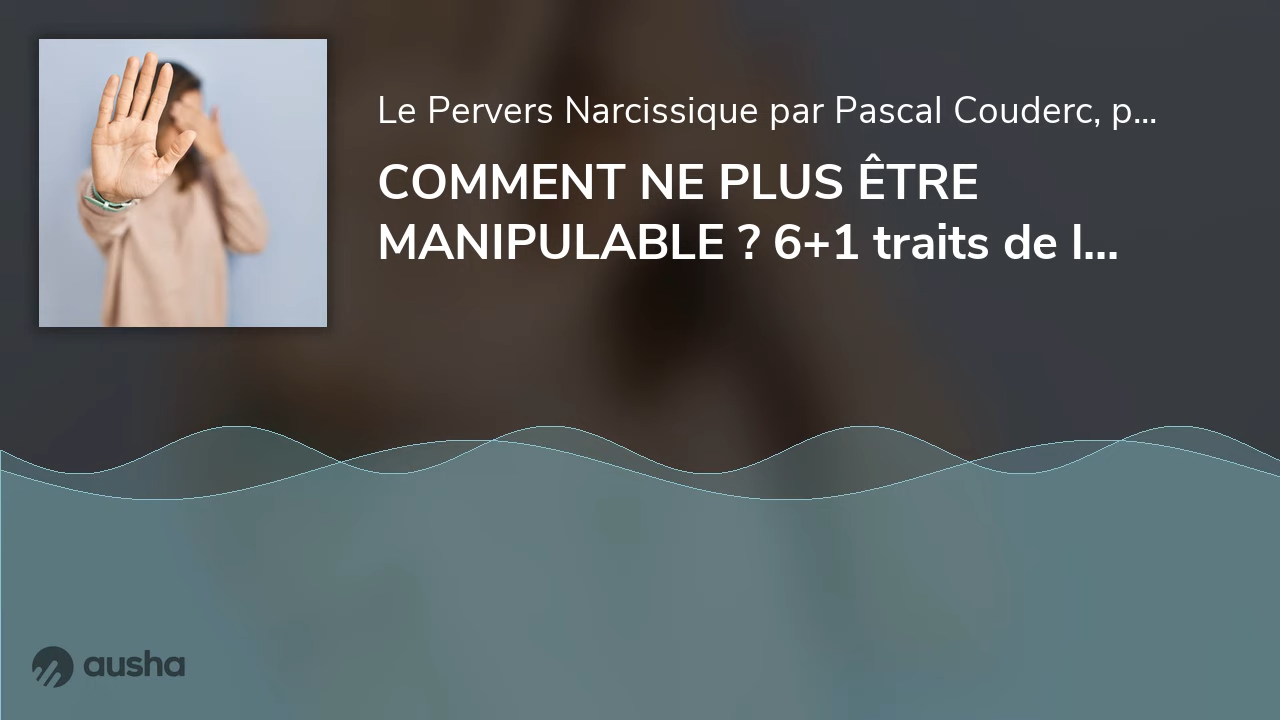 Le Pervers Narcissique par Pascal Couderc, p...
COMMENT NE PLUS ÊTRE
MANIPULABLE ? 6+1 traits de l...
ausha